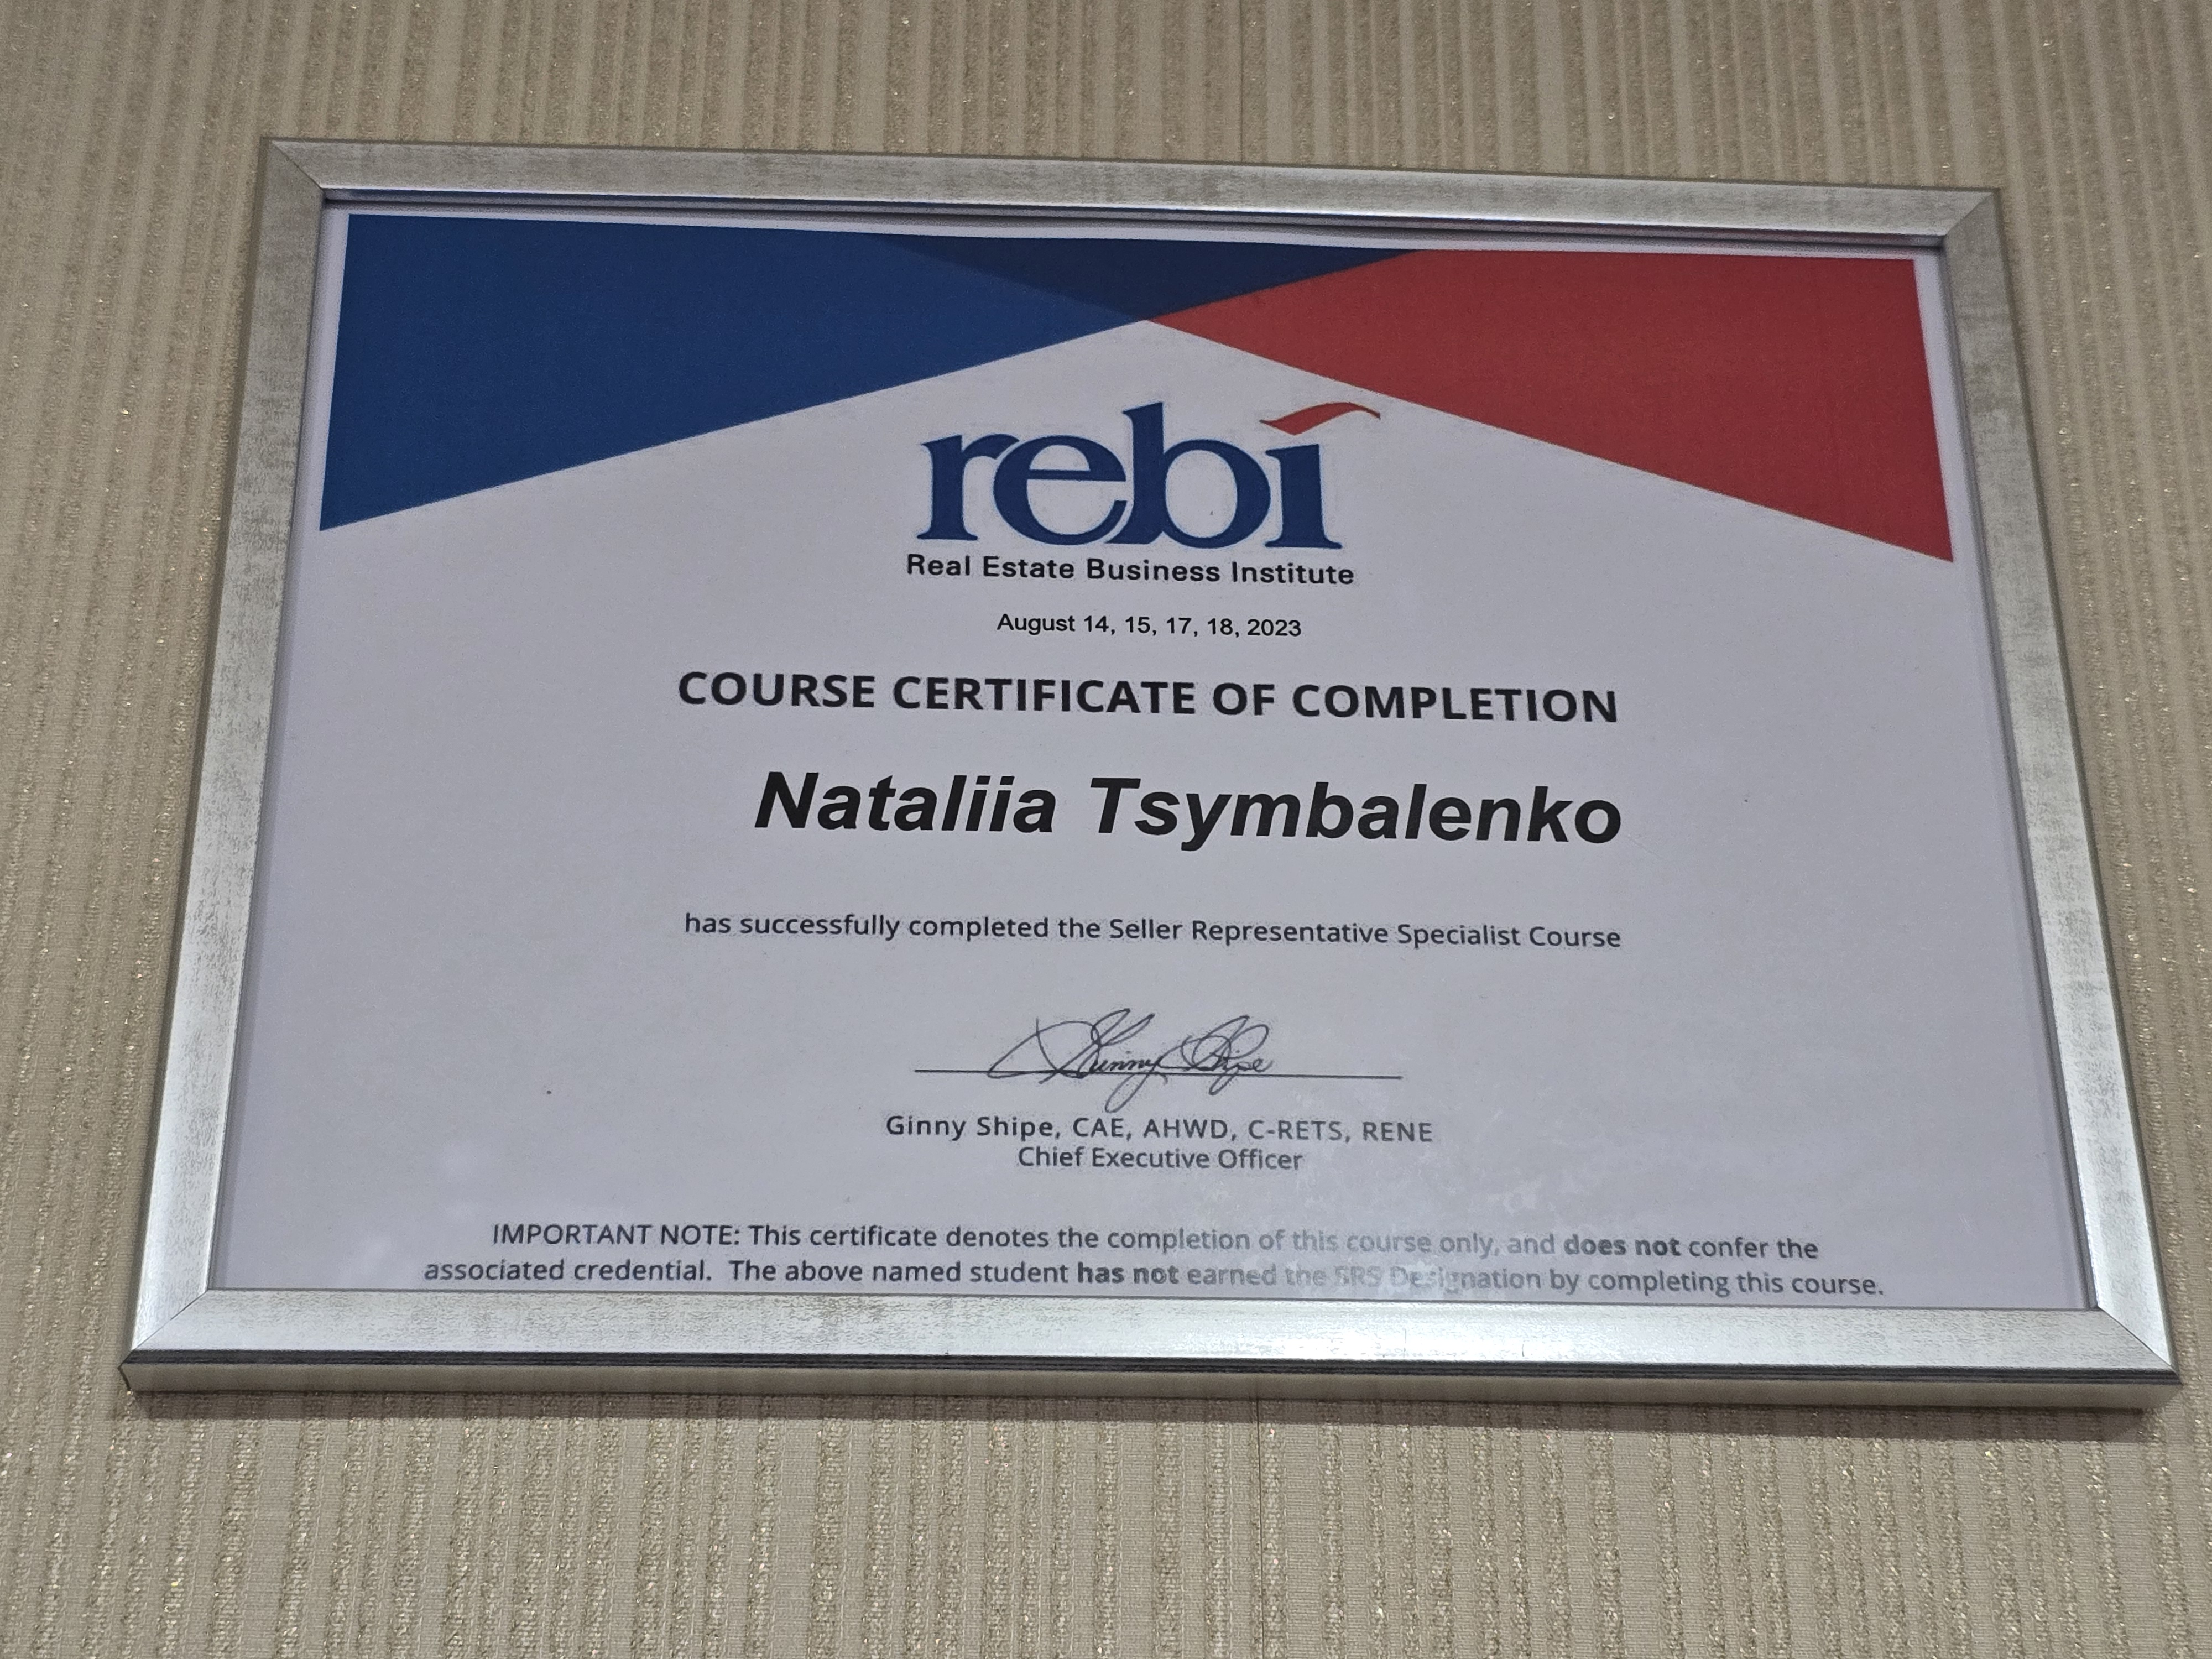 rebi
Real Estate Business Institute
August 14, 15, 17, 18, 2023
COURSE CERTIFICATE OF COMPLETION
Nataliia Tsymbalenko
has successfully completed the Seller Representative Specialist Course
Ginny Shipe
Ginny Shipe, CAE, AHWD, C-RETS, RENE
Chief Executive Officer
IMPORTANT NOTE: This certificate denotes the completion of this course only, and does not confer the
associated credential. The above named student has not earned the SRS Designation by completing this course.